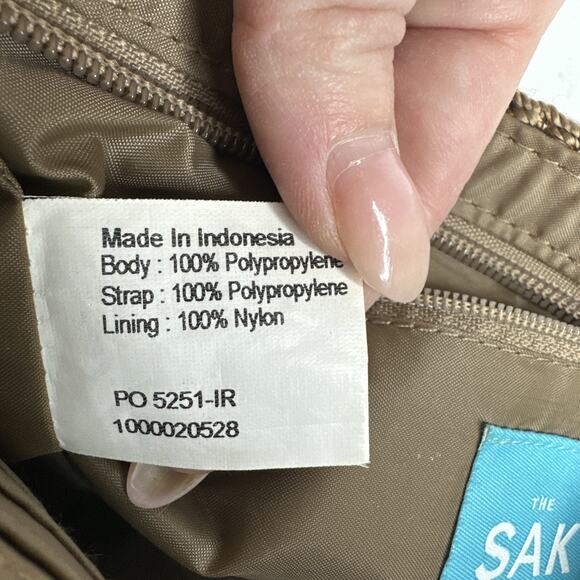 Made In Indonesia
Body : 100% Polypropylene
Strap : 100% Polypropylene
Lining : 100% Nylon
PO 5251-IR
1000020528
THE
SAK